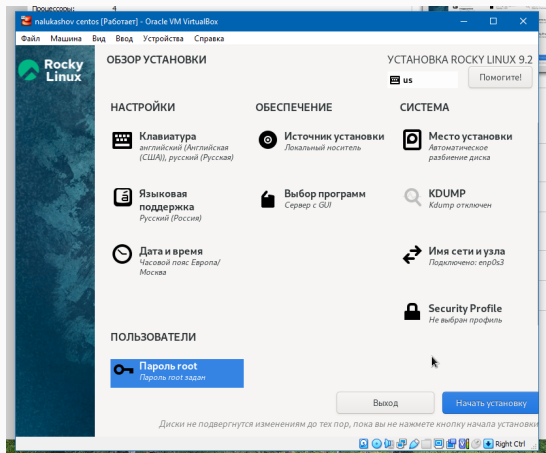 Процессоры: 4
nalukashov centos [Работает] - Oracle VM VirtualBox
Файл Машина Вид Ввод Устройства Справка
Rocky
Linux
ОБЗОР УСТАНОВКИ
УСТАНОВКА ROCKY LINUX 9.2
us
Помогите!
НАСТРОЙКИ
Клавиатура
английский (Английская
(США)), русский (Русская)
Языковая
поддержка
Русский (Россия)
Дата и время
Часовой пояс Европа/
Москва
ОБЕСПЕЧЕНИЕ
Источник установки
Локальный носитель
Выбор программ
Сервер с GUI
СИСТЕМА
Место установки
Автоматическое
разбиение диска
KDUMP
Kdump отключен
Имя сети и узла
Подключено: enp0s3
Security Profile
Не выбран профиль
ПОЛЬЗОВАТЕЛИ
Пароль root
Пароль root задан
Выход
Начать установку
Диски не подвергнутся изменениям до тех пор, пока вы не нажмете кнопку начала установки
Right Ctrl